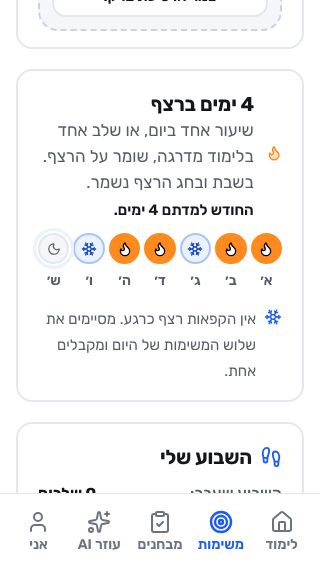 4 ימים ברצף
שיעור אחד ביום, או שלב אחד
בלימוד מדרגה, שומר על הרצף.
בשבת ובחג הרצף נשמר.
החודש למדתם 4 ימים.
א׳ ב׳ ג׳ ד׳ ה׳ ו׳ ש׳
אין הקפאות רצף כרגע. מסיימים את
שלוש המשימות של היום ומקבלים
אחת.
השבוע שלי
לימוד משימות מבחנים עוזר AI אני